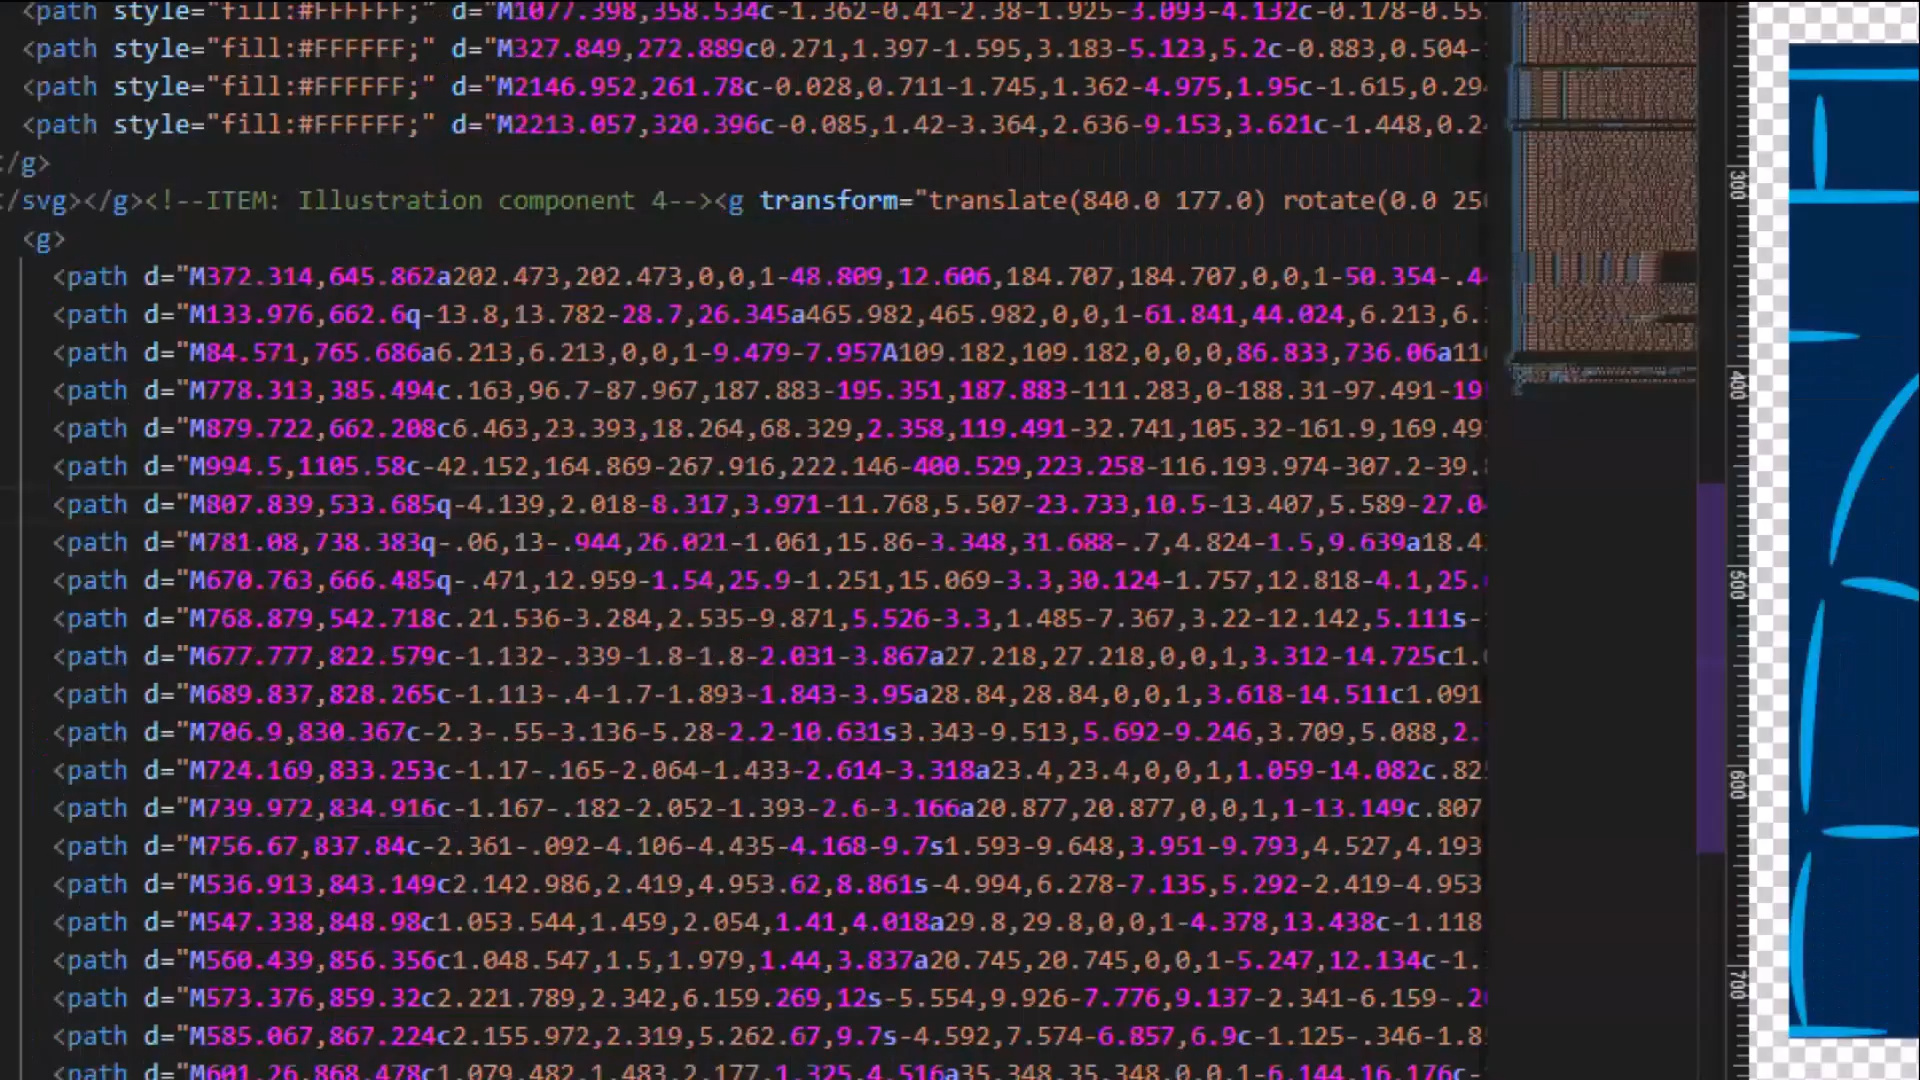 <path style="fill:#FFFFFF;" d="M1077.398,358.534c-1.362-0.41-2.38-1.925-3.093-4.132c-0.178-0.55
<path style="fill:#FFFFFF;" d="M327.849,272.889c0.271,1.397-1.595,3.183-5.123,5.2c-0.883,0.504-
<path style="fill:#FFFFFF;" d="M2146.952,261.78c-0.028,0.711-1.745,1.362-4.975,1.95c-1.615,0.29
<path style="fill:#FFFFFF;" d="M2213.057,320.396c-0.085,1.42-3.364,2.636-9.153,3.621c-1.448,0.2
/g>
/svg></g><!--ITEM: Illustration component 4--><g transform="translate(840.0 177.0) rotate(0.0 25
<g>
<path d="M372.314,645.862a202.473,202.473,0,0,1-48.809,12.606,184.707,184.707,0,0,1-50.354-.4
<path d="M133.976,662.6q-13.8,13.782-28.7,26.345a465.982,465.982,0,0,1-61.841,44.024,6.213,6.
<path d="M84.571,765.686a6.213,6.213,0,0,1-9.479-7.957A109.182,109.182,0,0,0,86.833,736.06a11
<path d="M778.313,385.494c.163,96.7-87.967,187.883-195.351,187.883-111.283,0-188.31-97.491-19
<path d="M879.722,662.208c6.463,23.393,18.264,68.329,2.358,119.491-32.741,105.32-161.9,169.49
<path d="M994.5,1105.58c-42.152,164.869-267.916,222.146-400.529,223.258-116.193.974-307.2-39.
<path d="M807.839,533.685q-4.139,2.018-8.317,3.971-11.768,5.507-23.733,10.5-13.407,5.589-27.0
<path d="M781.08,738.383q-.06,13-.944,26.021-1.061,15.86-3.348,31.688-.7,4.824-1.5,9.639a18.4
<path d="M670.763,666.485q-.471,12.959-1.54,25.9-1.251,15.069-3.3,30.124-1.757,12.818-4.1,25.
<path d="M768.879,542.718c.21.536-3.284,2.535-9.871,5.526-3.3,1.485-7.367,3.22-12.142,5.111s-
<path d="M677.777,822.579c-1.132-.339-1.8-1.8-2.031-3.867a27.218,27.218,0,0,1,3.312-14.725c1.
<path d="M689.837,828.265c-1.113-.4-1.7-1.893-1.843-3.95a28.84,28.84,0,0,1,3.618-14.511c1.091
<path d="M706.9,830.367c-2.3-.55-3.136-5.28-2.2-10.631s3.343-9.513,5.692-9.246,3.709,5.088,2.
<path d="M724.169,833.253c-1.17-.165-2.064-1.433-2.614-3.318a23.4,23.4,0,0,1,1.059-14.082c.82
<path d="M739.972,834.916c-1.167-.182-2.052-1.393-2.6-3.166a20.877,20.877,0,0,1,1-13.149c.807
<path d="M756.67,837.84c-2.361-.092-4.106-4.435-4.168-9.7s1.593-9.648,3.951-9.793,4.527,4.193
<path d="M536.913,843.149c2.142.986,2.419,4.953.62,8.861s-4.994,6.278-7.135,5.292-2.419-4.953
<path d="M547.338,848.98c1.053.544,1.459,2.054,1.41,4.018a29.8,29.8,0,0,1-4.378,13.438c-1.118
<path d="M560.439,856.356c1.048.547,1.5,1.979,1.44,3.837a20.745,20.745,0,0,1-5.247,12.134c-1.
<path d="M573.376,859.32c2.221.789,2.342,6.159.269,12s-5.554,9.926-7.776,9.137-2.341-6.159-.2
<path d="M585.067,867.224c2.155.972,2.319,5.262.67,9.7s-4.592,7.574-6.857,6.9c-1.125-.346-1.8
<path d="M601.26,868.478c1.079.482,1.483,2.177,1.325,4.516a35.348,35.348,0,0,1-6.144,16.176c-
300
400
500
600
700